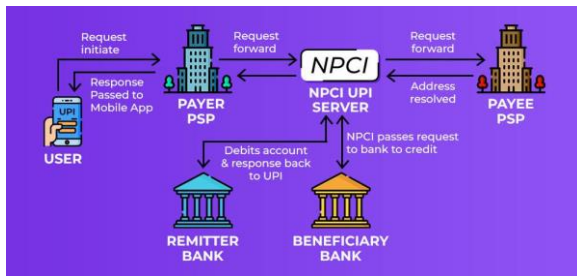 Request
initiate
Response
Passed to
Mobile App
UPI
USER
PAYER
PSP
Request
forward
NPCI
NPCI UPI
SERVER
Request
forward
Address
resolved
PAYEE
PSP
Debits account
& response back
to UPI
NPCI passes request
to bank to credit
REMITTER
BANK
BENEFICIARY
BANK